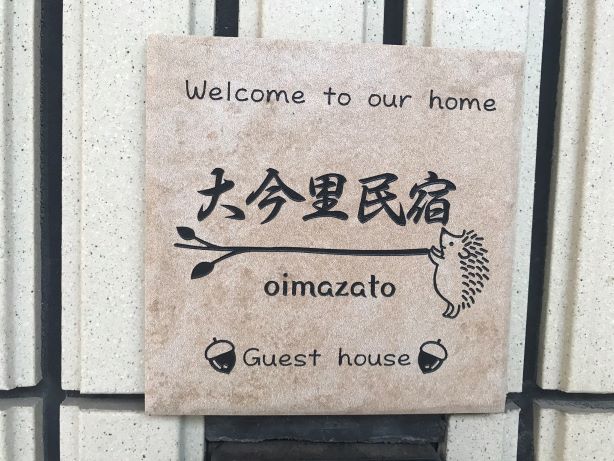 Welcome to our home
大今里民宿
oimazato
Guest house